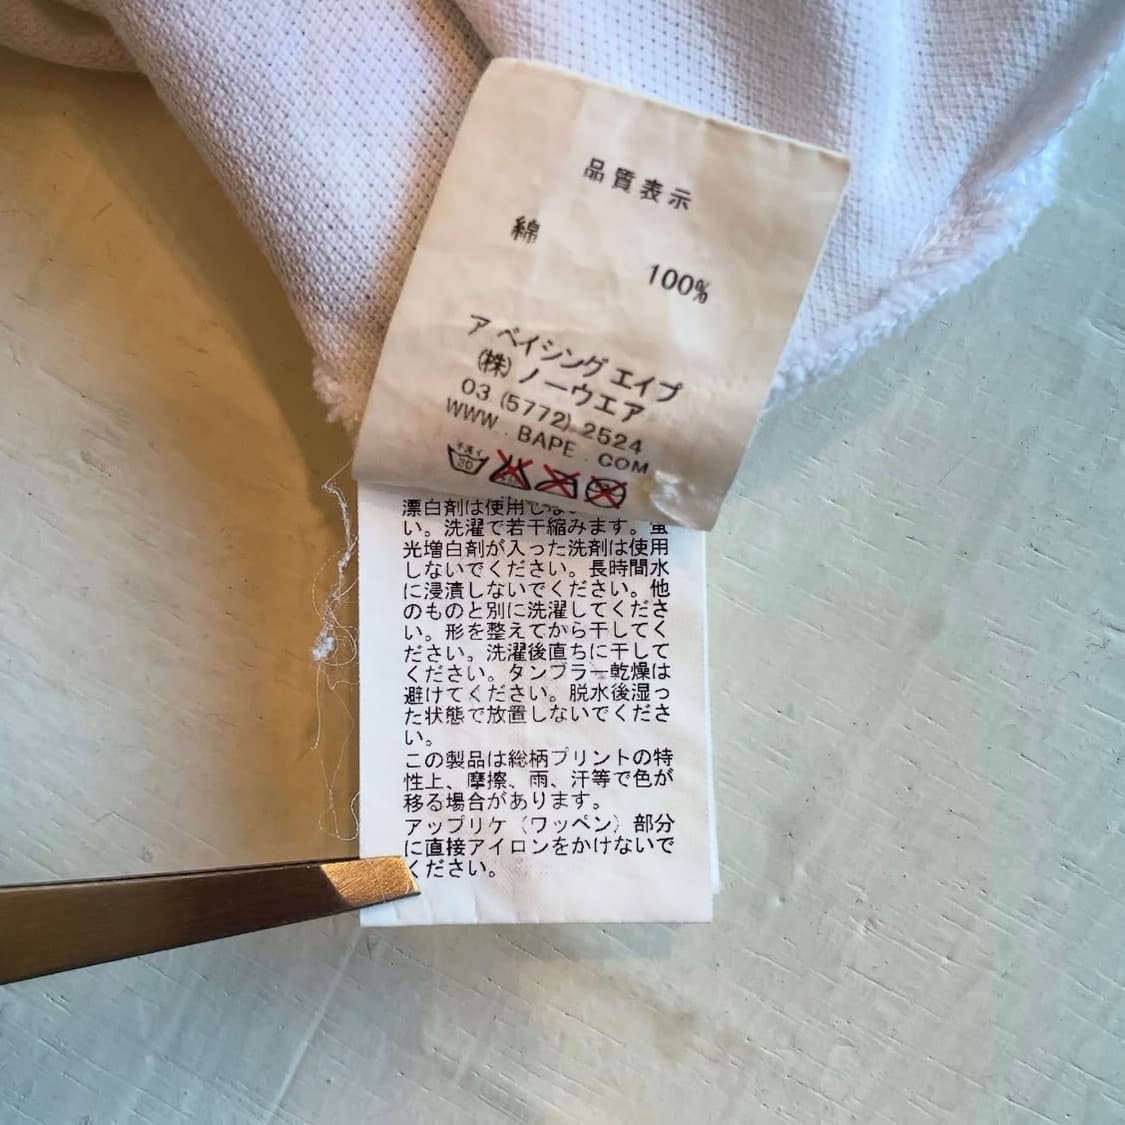 品質表示
綿
100%
ア ベイシング エイプ
(株) ノーウエア
03 (5772) 2524
WWW . BAPE . COM
30
漂白剤は使用しな
い。洗濯で若干縮みます。蛍
光増白剤が入った洗剤は使用
しないでください。長時間水
に浸漬しないでください。他
のものと別に洗濯してくださ
い。形を整えてから干してく
ださい。洗濯後直ちに干して
ください。タンブラー乾燥は
避けてください。脱水後湿っ
た状態で放置しないでくださ
い。
この製品は総柄プリントの特
性上、摩擦、雨、汗等で色が
移る場合があります。
アップリケ（ワッペン）部分
に直接アイロンをかけないで
ください。